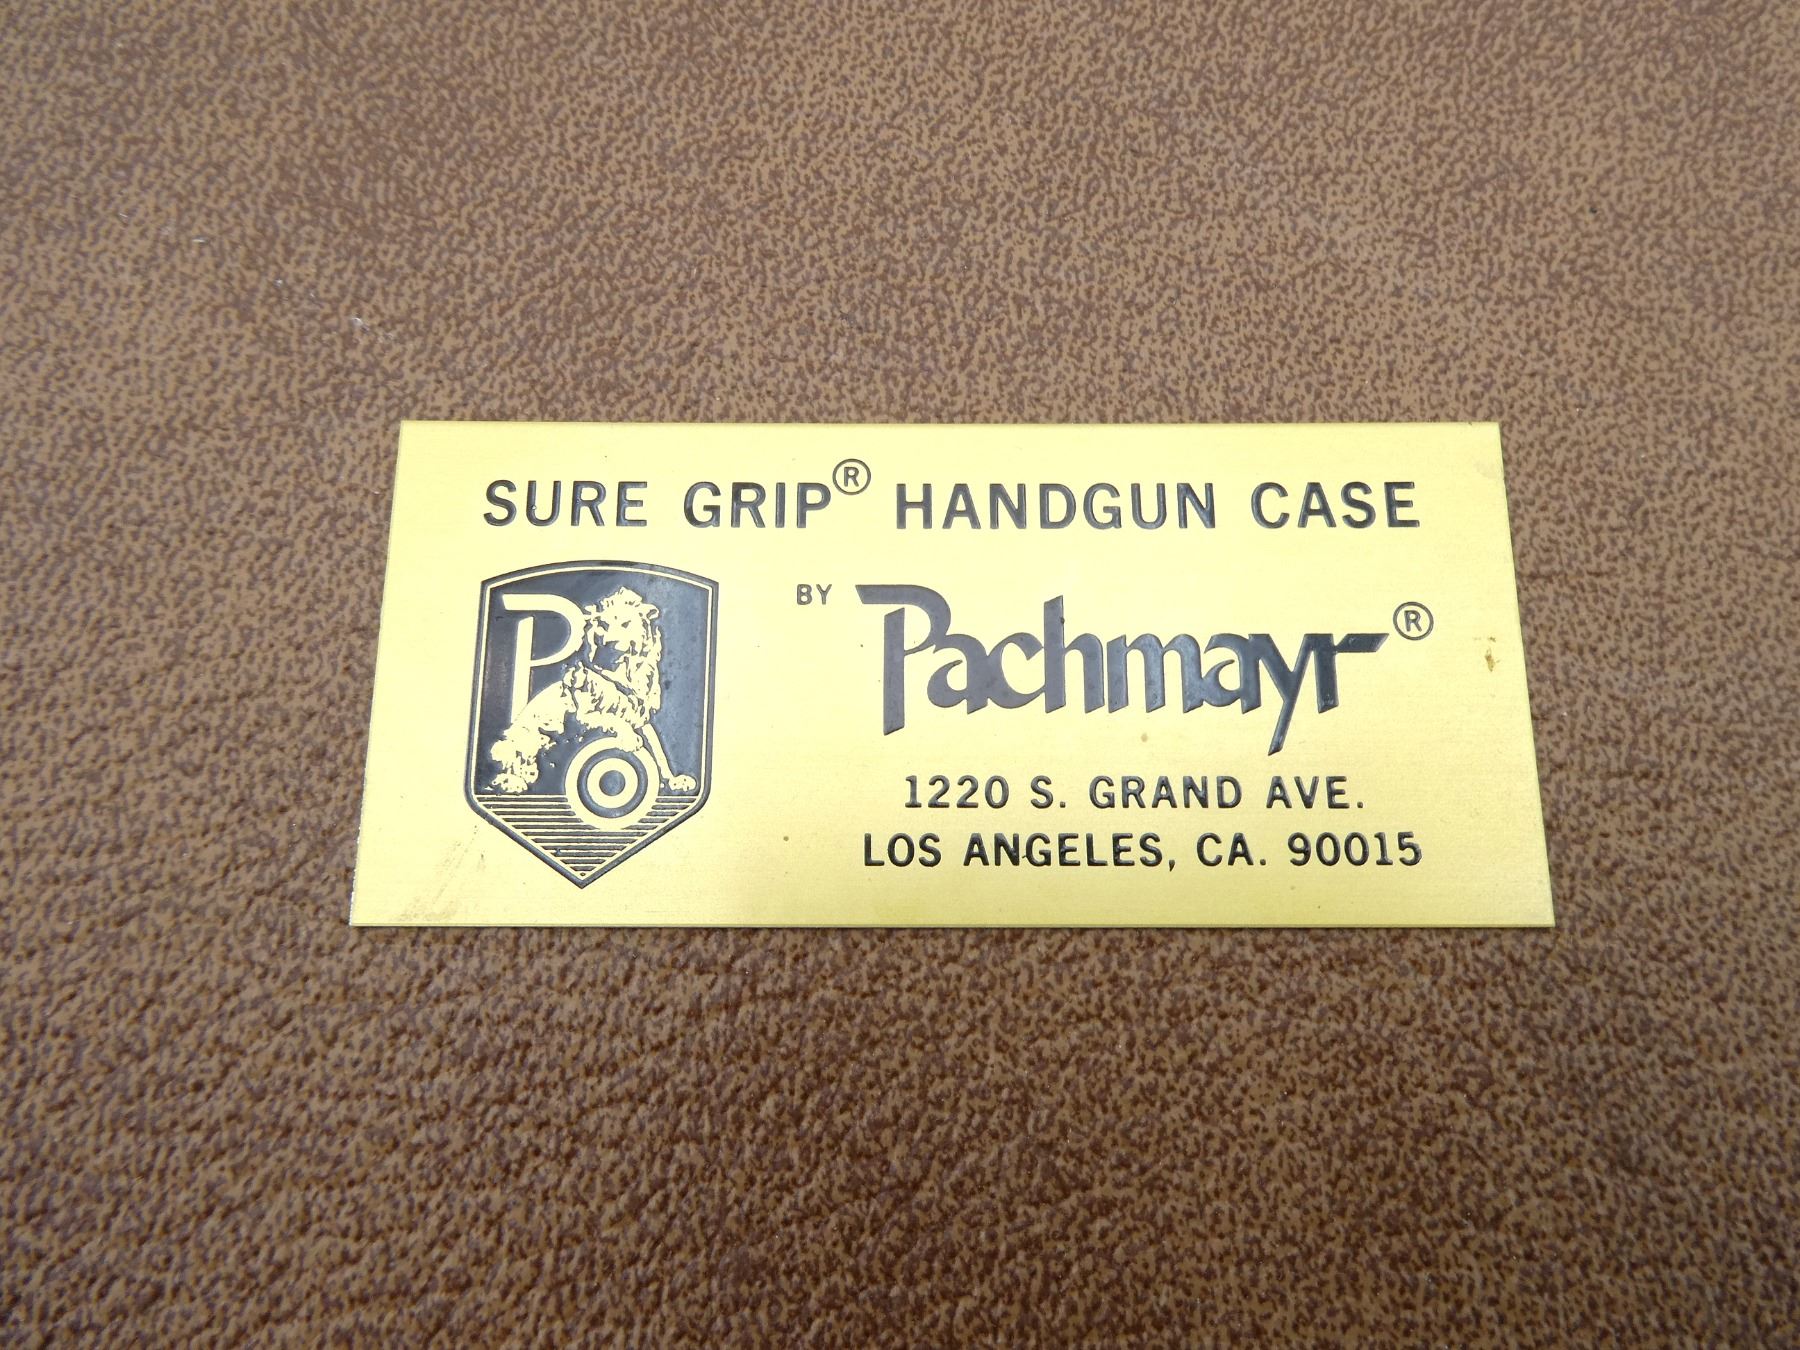 SURE GRIP® HANDGUN CASE
P
BY Pachmayr®
1220 S. GRAND AVE.
LOS ANGELES, CA. 90015